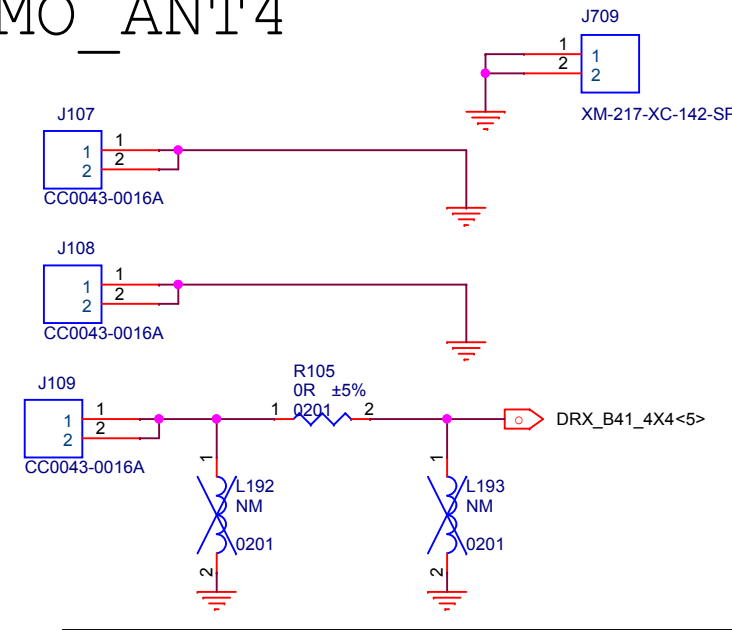 MO_ANT4
J709
1
2
1
2
XM-217-XC-142-SF
J107
1
2
1
2
CC0043-0016A
J108
1
2
1
2
CC0043-0016A
J109
1
2
1
2
CC0043-0016A
R105
0R ±5%
0201
1
2
DRX_B41_4X4<5>
1
L192
NM
0201
2
1
L193
NM
0201
2